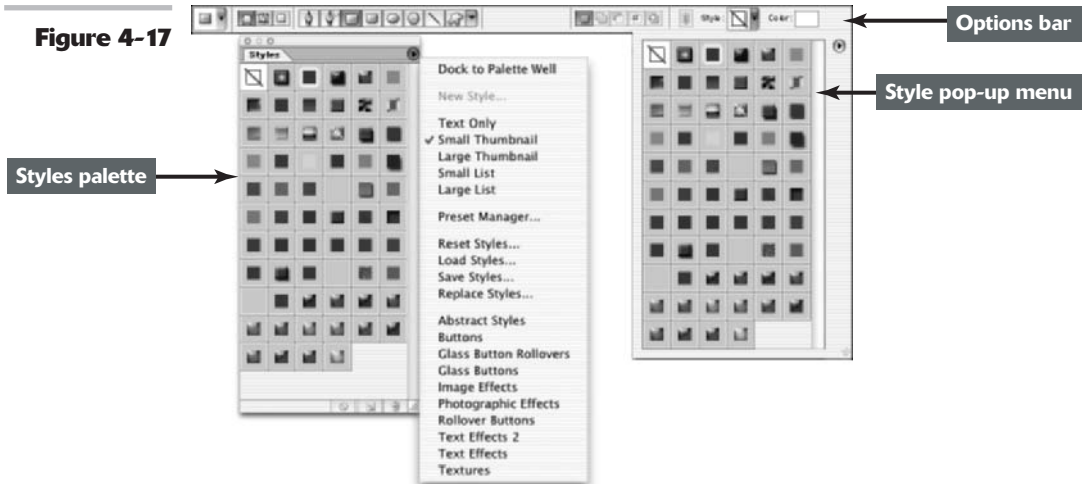 Figure 4-17
Style: Color:
Options bar
Styles
Dock to Palette Well
New Style...
Text Only
✓ Small Thumbnail
Large Thumbnail
Small List
Large List
Preset Manager...
Reset Styles...
Load Styles...
Save Styles...
Replace Styles...
Abstract Styles
Buttons
Glass Button Rollovers
Glass Buttons
Image Effects
Photographic Effects
Rollover Buttons
Text Effects 2
Text Effects
Textures
Style pop-up menu
Styles palette